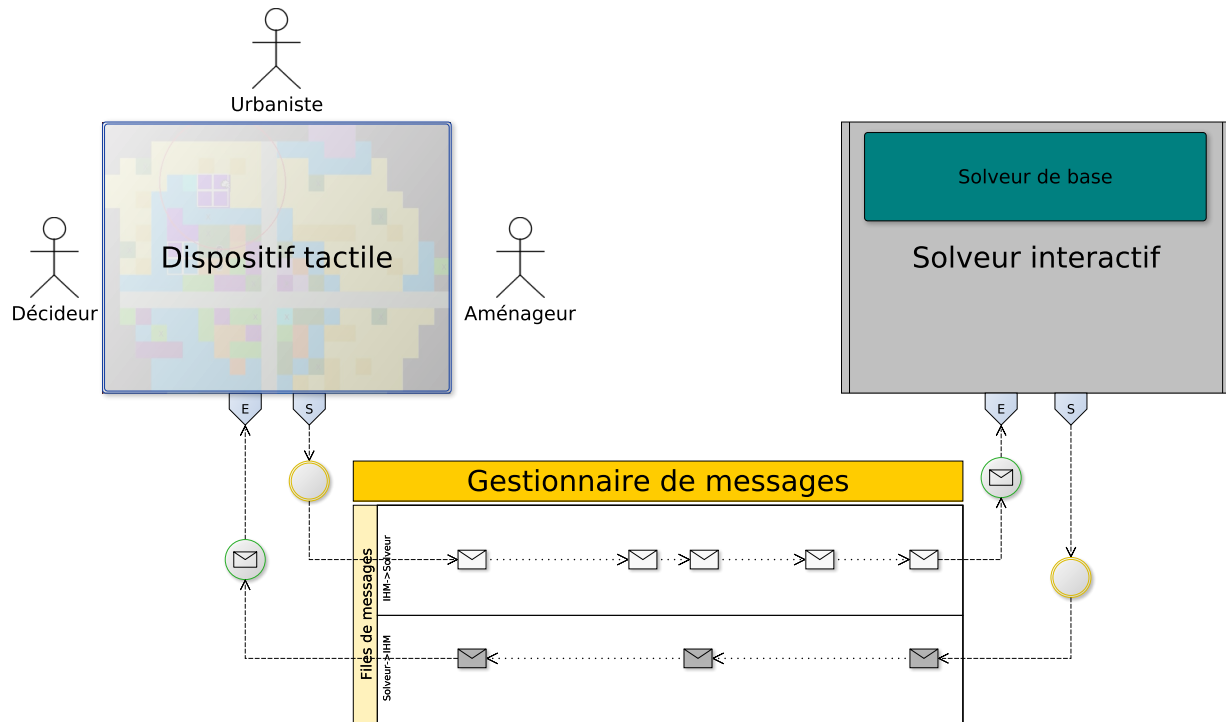 Urbaniste
Décideur
Dispositif tactile
Aménageur
Solveur de base
Solveur interactif
E
S
E
S
Gestionnaire de messages
Files de messages
IHM->Solveur
Solveur->IHM